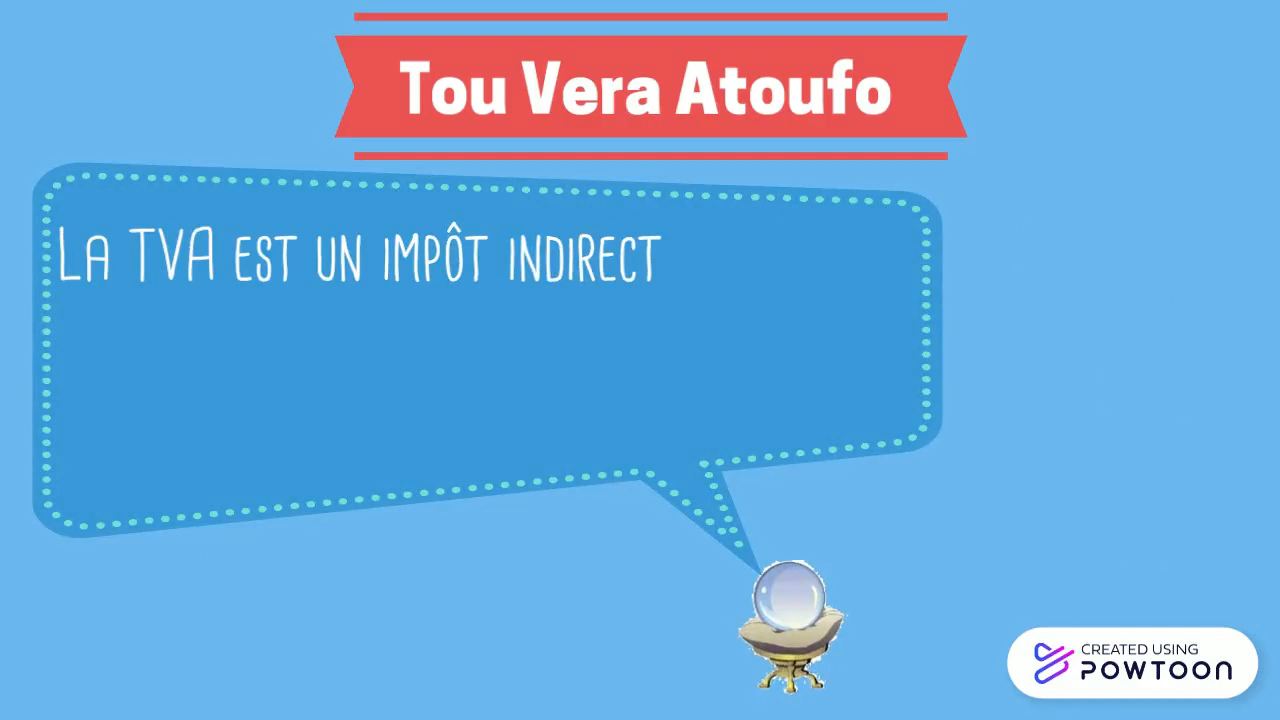 Tou Vera Atoufo
La TVA est un impôt indirect
CREATED USING
POWTOON